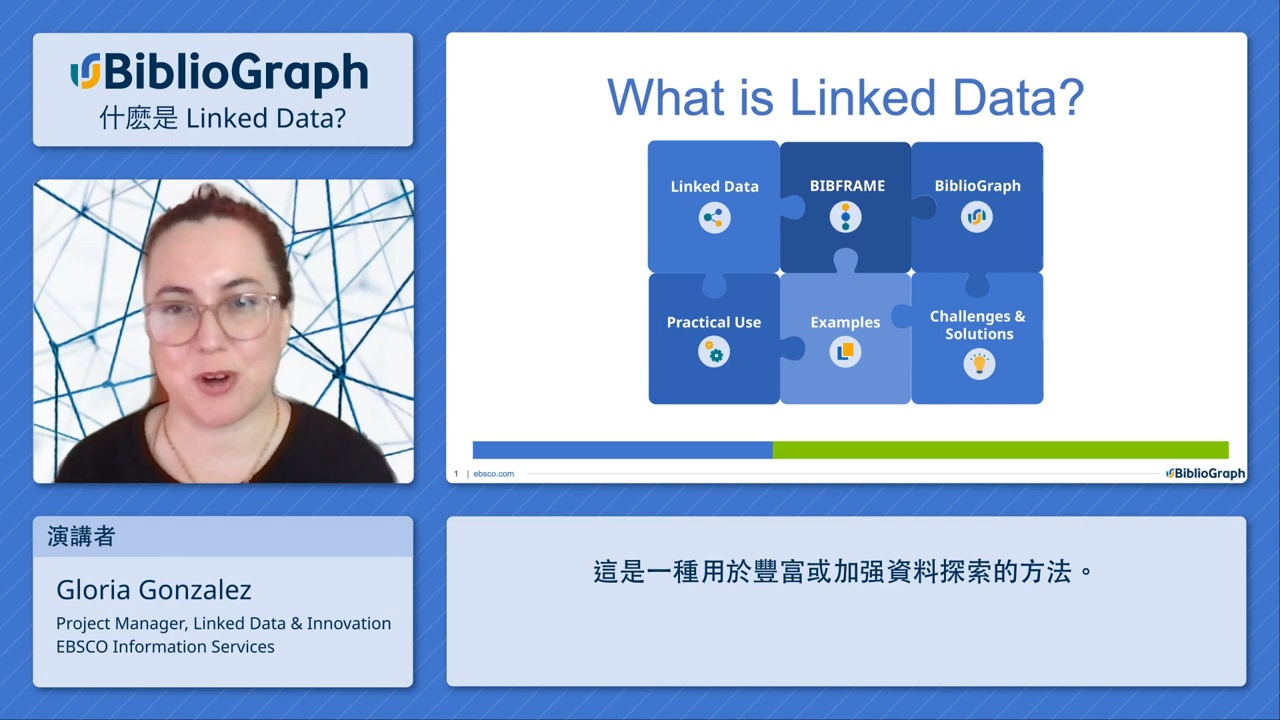 BiblioGraph
什麽是 Linked Data?
What is Linked Data?
Linked Data
BIBFRAME
BiblioGraph
Practical Use
Examples
Challenges &
Solutions
1 | ebsco.com
BiblioGraph
演講者
Gloria Gonzalez
Project Manager, Linked Data & Innovation
EBSCO Information Services
這是一種用於豐富或加强資料探索的方法。